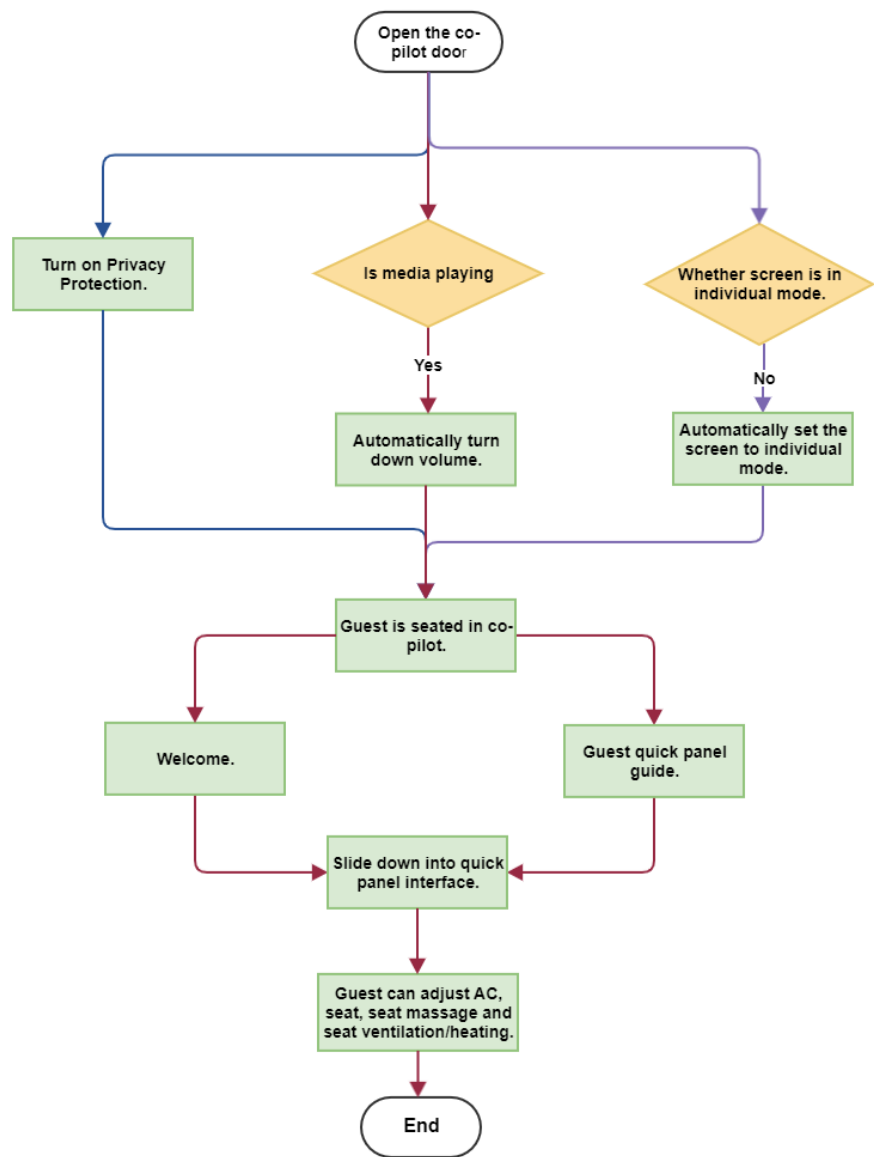 Open the co-
pilot door
Turn on Privacy
Protection.
Is media playing
Whether screen is in
individual mode.
Yes
No
Automatically turn
down volume.
Automatically set the
screen to individual
mode.
Guest is seated in co-
pilot.
Welcome.
Guest quick panel
guide.
Slide down into quick
panel interface.
Guest can adjust AC,
seat, seat massage and
seat ventilation/heating.
End